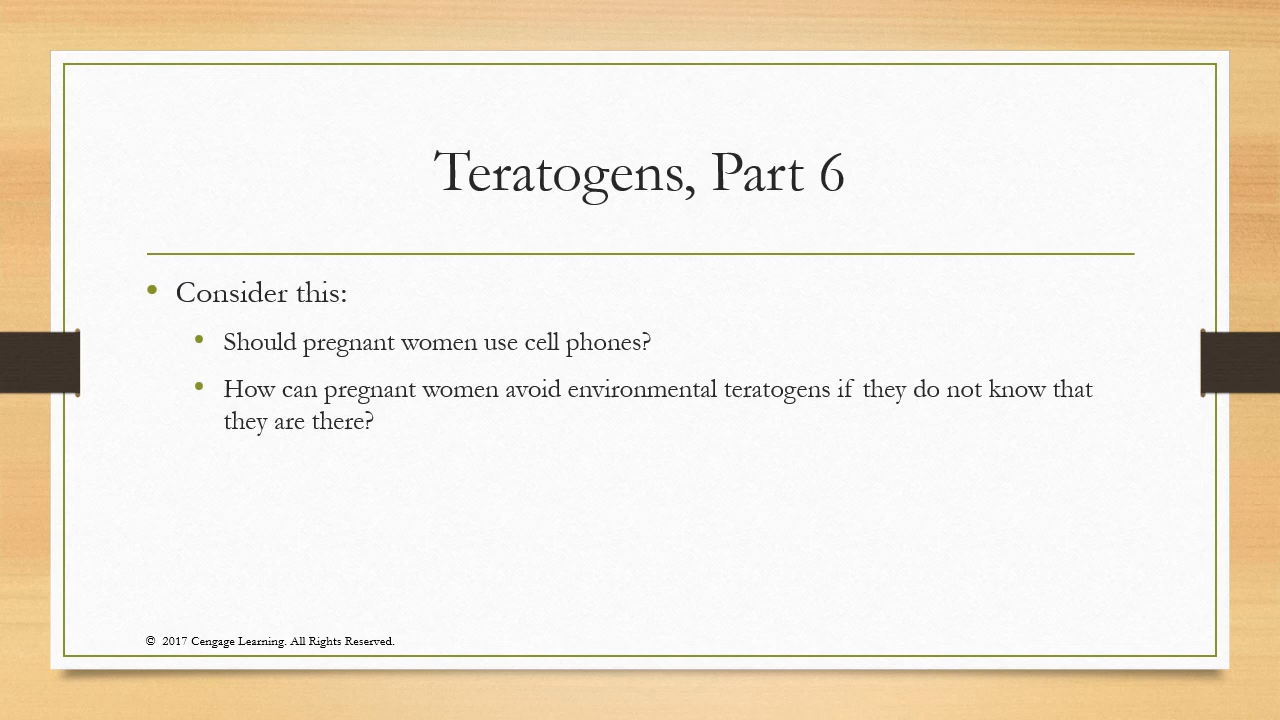 Teratogens, Part 6
• Consider this:
• Should pregnant women use cell phones?
• How can pregnant women avoid environmental teratogens if they do not know that
they are there?
© 2017 Cengage Learning. All Rights Reserved.